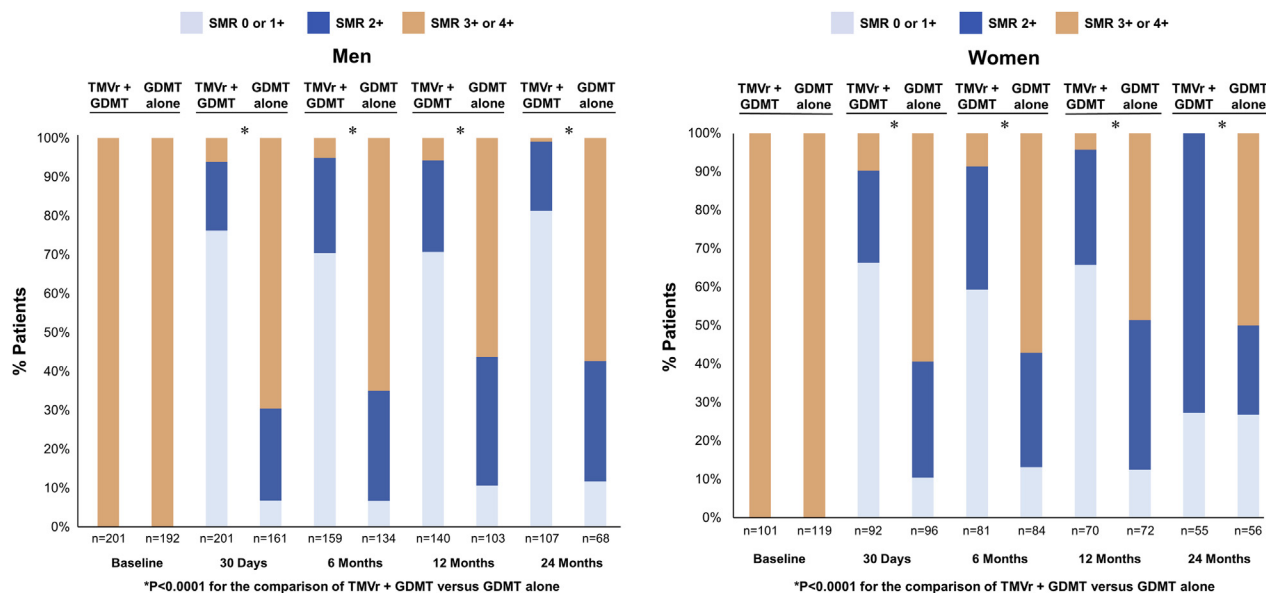 SMR 0 or 1+ SMR 2+ SMR 3+ or 4+
Men
TMVr + GDMT TMVr + GDMT TMVr + GDMT TMVr + GDMT TMVr + GDMT
GDMT alone GDMT alone GDMT alone GDMT alone GDMT alone
* * * *
100%
90%
80%
70%
60%
50%
40%
30%
20%
10%
0%
% Patients
n=201 n=192 n=201 n=161 n=159 n=134 n=140 n=103 n=107 n=68
Baseline 30 Days 6 Months 12 Months 24 Months
*P<0.0001 for the comparison of TMVr + GDMT versus GDMT alone
SMR 0 or 1+ SMR 2+ SMR 3+ or 4+
Women
TMVr + GDMT TMVr + GDMT TMVr + GDMT TMVr + GDMT TMVr + GDMT
GDMT alone GDMT alone GDMT alone GDMT alone GDMT alone
* * * *
100%
90%
80%
70%
60%
50%
40%
30%
20%
10%
0%
% Patients
n=101 n=119 n=92 n=96 n=81 n=84 n=70 n=72 n=55 n=56
Baseline 30 Days 6 Months 12 Months 24 Months
*P<0.0001 for the comparison of TMVr + GDMT versus GDMT alone